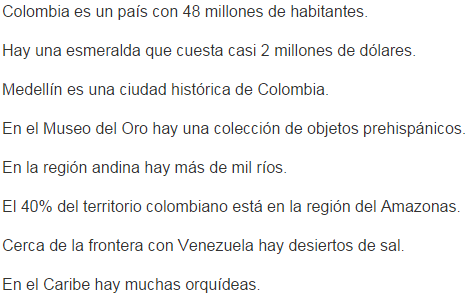 Colombia es un país con 48 millones de habitantes.
Hay una esmeralda que cuesta casi 2 millones de dólares.
Medellín es una ciudad histórica de Colombia.
En el Museo del Oro hay una colección de objetos prehispánicos.
En la región andina hay más de mil ríos.
El 40% del territorio colombiano está en la región del Amazonas.
Cerca de la frontera con Venezuela hay desiertos de sal.
En el Caribe hay muchas orquídeas.